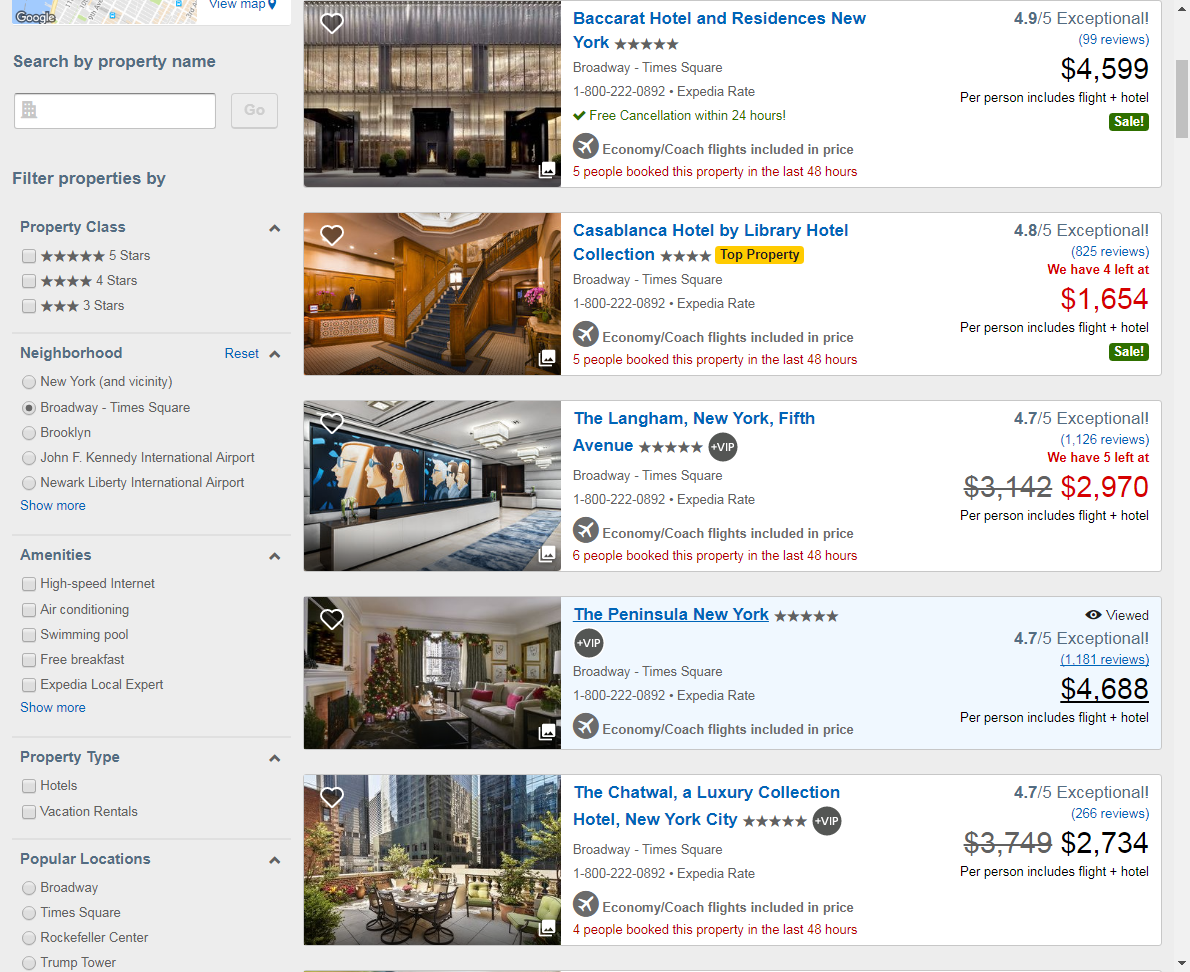 Google
View map
Search by property name
Go
Filter properties by
Property Class
5 Stars
4 Stars
3 Stars
Neighborhood Reset
New York (and vicinity)
Broadway - Times Square
Brooklyn
John F. Kennedy International Airport
Newark Liberty International Airport
Show more
Amenities
High-speed Internet
Air conditioning
Swimming pool
Free breakfast
Expedia Local Expert
Show more
Property Type
Hotels
Vacation Rentals
Popular Locations
Broadway
Times Square
Rockefeller Center
Trump Tower
Baccarat Hotel and Residences New
York ★★★★★
Broadway - Times Square
1-800-222-0892 • Expedia Rate
Free Cancellation within 24 hours!
Economy/Coach flights included in price
5 people booked this property in the last 48 hours
4.9/5 Exceptional!
(99 reviews)
$4,599
Per person includes flight + hotel
Sale!
Casablanca Hotel by Library Hotel
Collection ★★★★ Top Property
Broadway - Times Square
1-800-222-0892 • Expedia Rate
Economy/Coach flights included in price
5 people booked this property in the last 48 hours
4.8/5 Exceptional!
(825 reviews)
We have 4 left at
$1,654
Per person includes flight + hotel
Sale!
The Langham, New York, Fifth
Avenue ★★★★★ +VIP
Broadway - Times Square
1-800-222-0892 • Expedia Rate
Economy/Coach flights included in price
6 people booked this property in the last 48 hours
4.7/5 Exceptional!
(1,126 reviews)
We have 5 left at
$3,142 $2,970
Per person includes flight + hotel
The Peninsula New York ★★★★★
+VIP
Broadway - Times Square
1-800-222-0892 • Expedia Rate
Economy/Coach flights included in price
Viewed
4.7/5 Exceptional!
(1,181 reviews)
$4,688
Per person includes flight + hotel
The Chatwal, a Luxury Collection
Hotel, New York City ★★★★★ +VIP
Broadway - Times Square
1-800-222-0892 • Expedia Rate
Economy/Coach flights included in price
4 people booked this property in the last 48 hours
4.7/5 Exceptional!
(266 reviews)
$3,749 $2,734
Per person includes flight + hotel